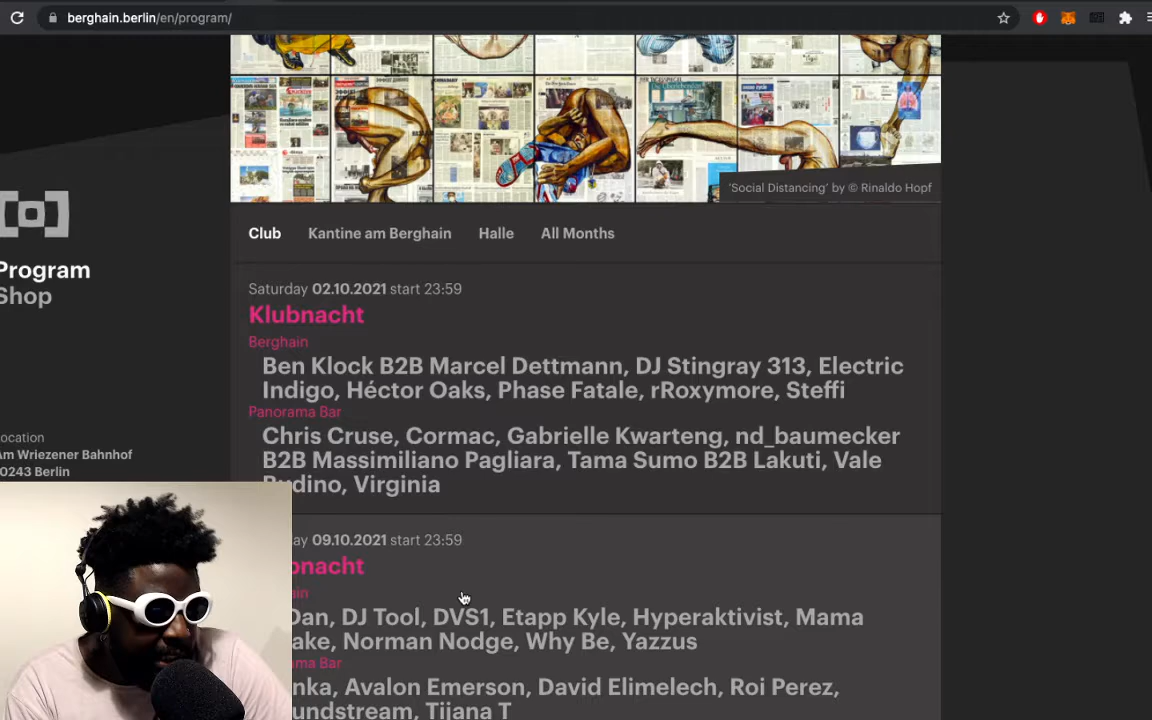 berghain.berlin/en/program/
'Social Distancing' by © Rinaldo Hopf
Program
Shop
Location
Am Wriezener Bahnhof
10243 Berlin
Club Kantine am Berghain Halle All Months
Saturday 02.10.2021 start 23:59
Klubnacht
Berghain
Ben Klock B2B Marcel Dettmann, DJ Stingray 313, Electric
Indigo, Héctor Oaks, Phase Fatale, rRoxymore, Steffi
Panorama Bar
Chris Cruse, Cormac, Gabrielle Kwarteng, nd_baumecker
B2B Massimiliano Pagliara, Tama Sumo B2B Lakuti, Vale
Budino, Virginia
09.10.2021 start 23:59
Dan, DJ Tool, DVS1, Etapp Kyle, Hyperaktivist, Mama
Norman Nodge, Why Be, Yazzus
Avalon Emerson, David Elimelech, Roi Perez,
Tijana T